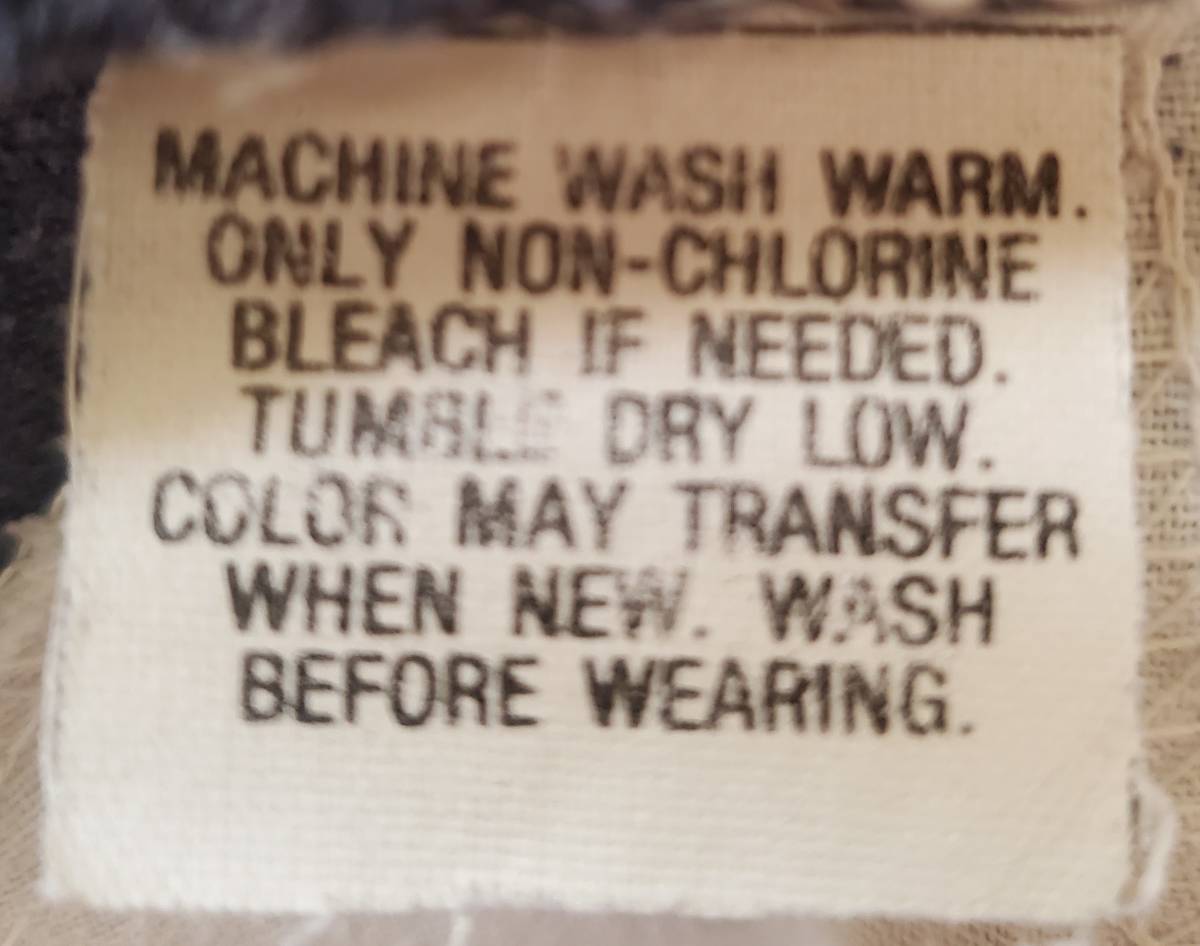 MACHINE WASH WARM.
ONLY NON-CHLORINE
BLEACH IF NEEDED.
TUMBLE DRY LOW.
COLOR MAY TRANSFER
WHEN NEW. WASH
BEFORE WEARING.